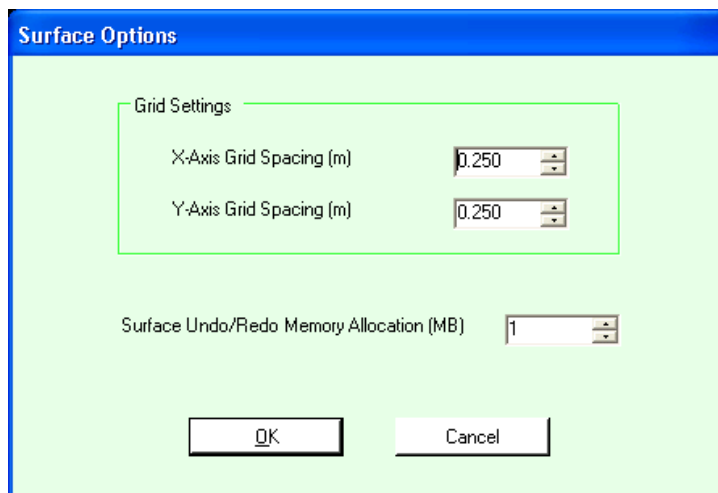 Surface Options
Grid Settings
X-Axis Grid Spacing (m) 0.250
Y-Axis Grid Spacing (m) 0.250
Surface Undo/Redo Memory Allocation (MB) 1
OK Cancel